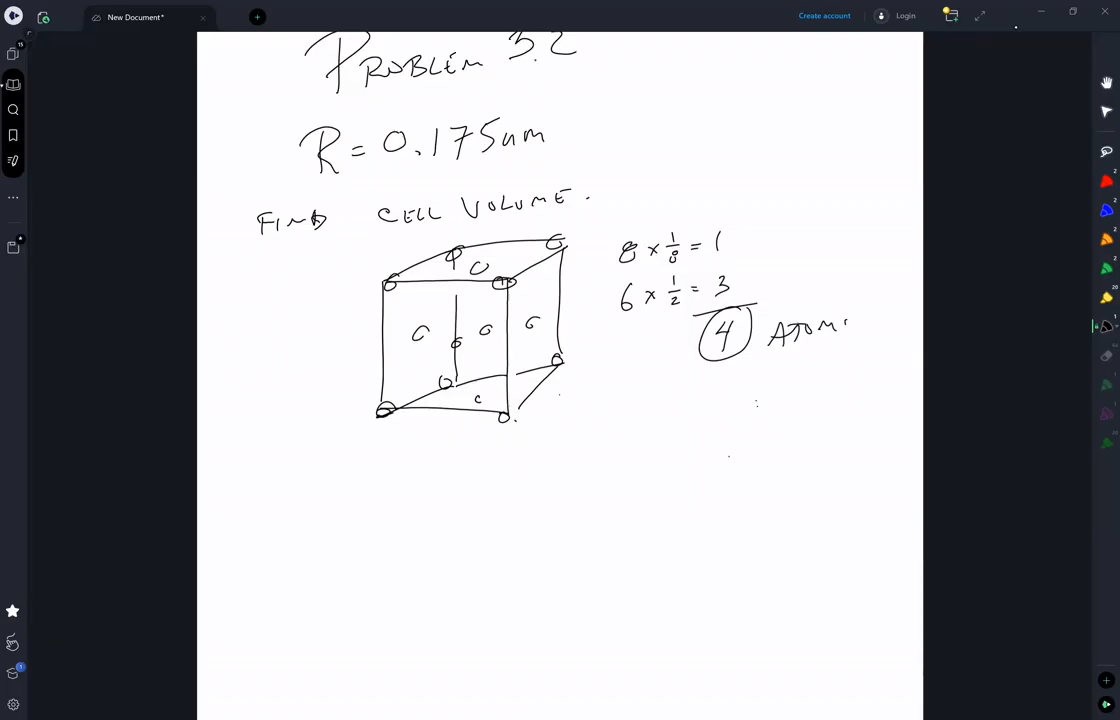 New Document*
Create account
Login
PROBLEM 3.2
R = 0.175nm
FIND CELL VOLUME.
8 × 1/8 = 1
6 × 1/2 = 3
4 ATOM